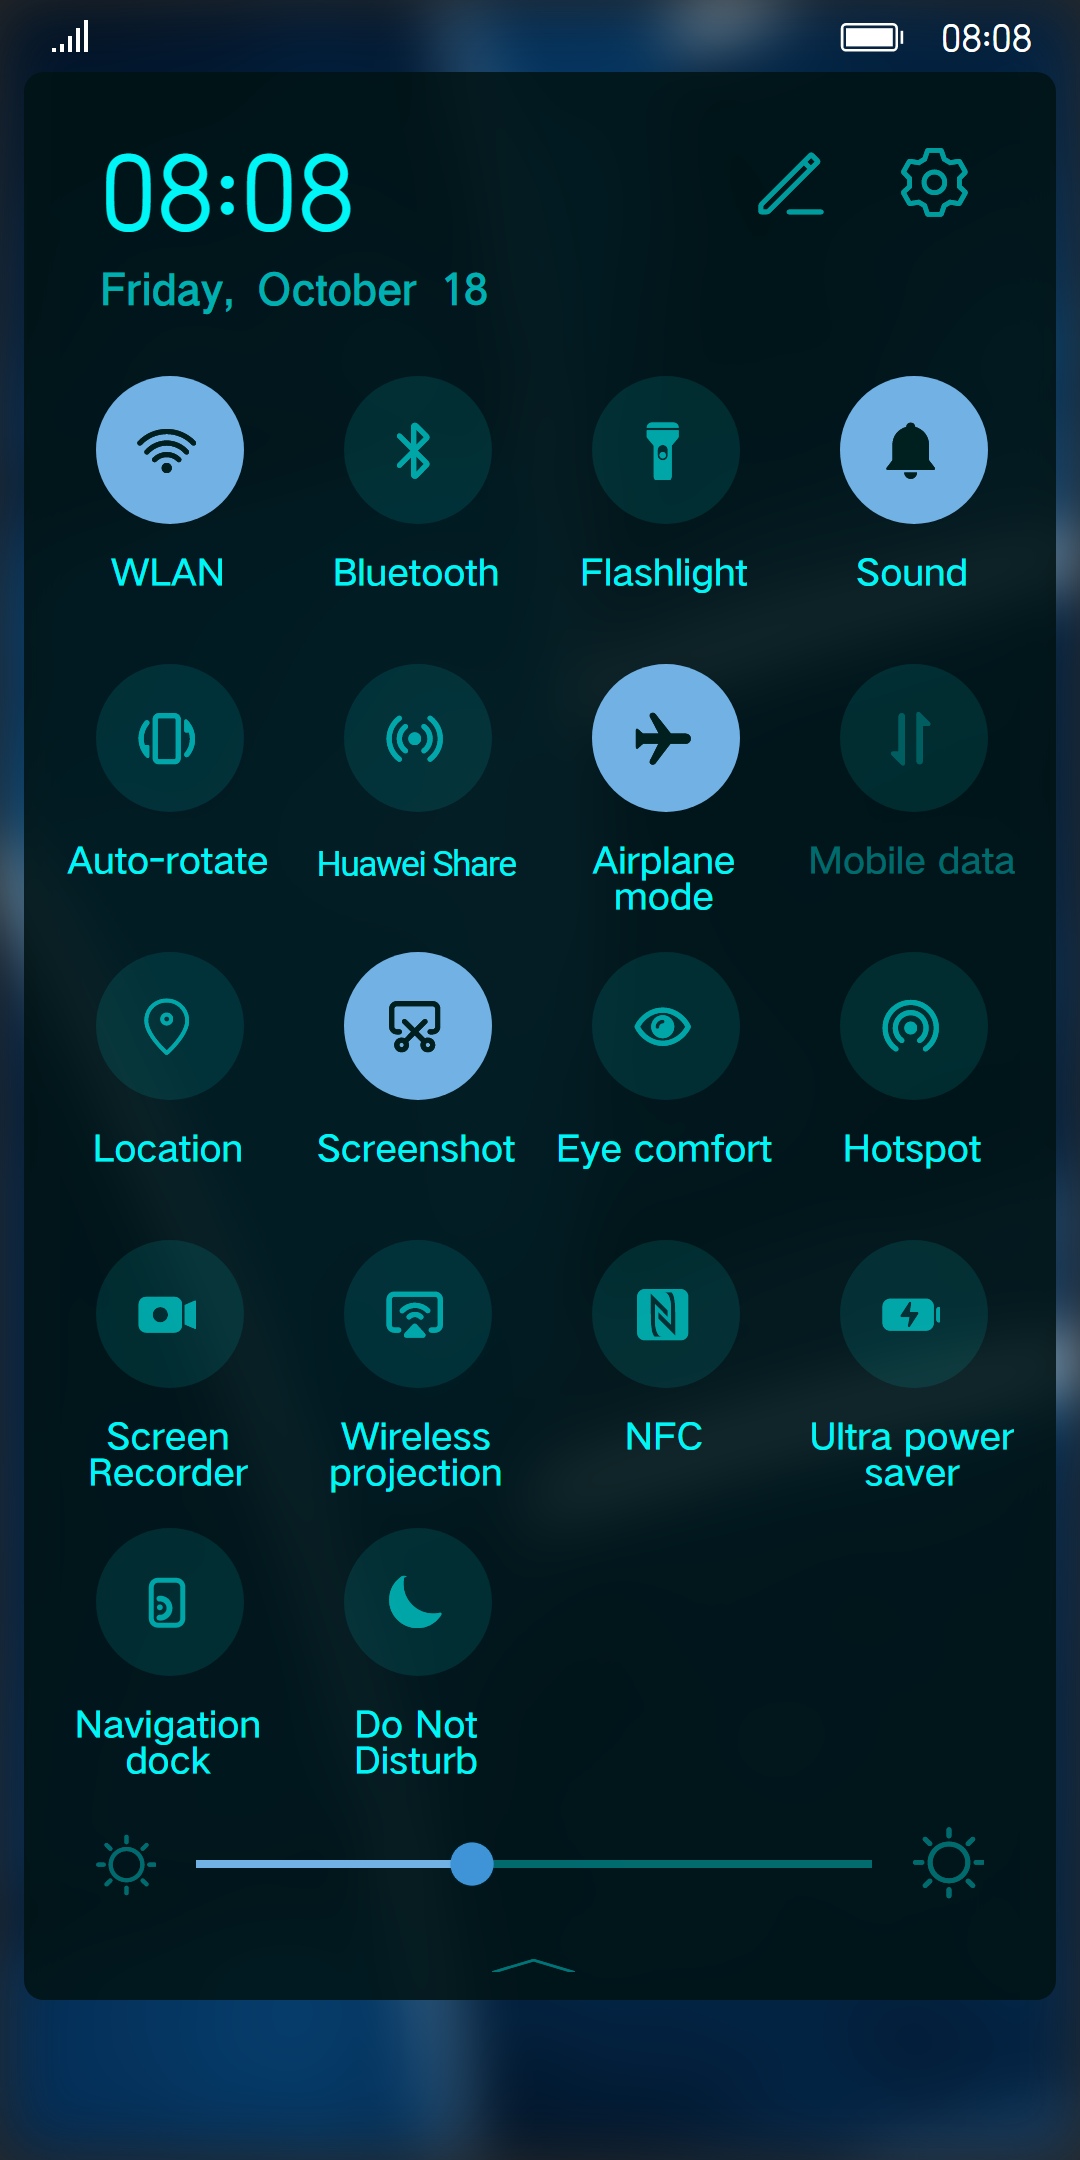 08:08
08:08
Friday, October 18
WLAN
Bluetooth
Flashlight
Sound
Auto-rotate
Huawei Share
Airplane
mode
Mobile data
Location
Screenshot
Eye comfort
Hotspot
Screen
Recorder
Wireless
projection
NFC
Ultra power
saver
Navigation
dock
Do Not
Disturb